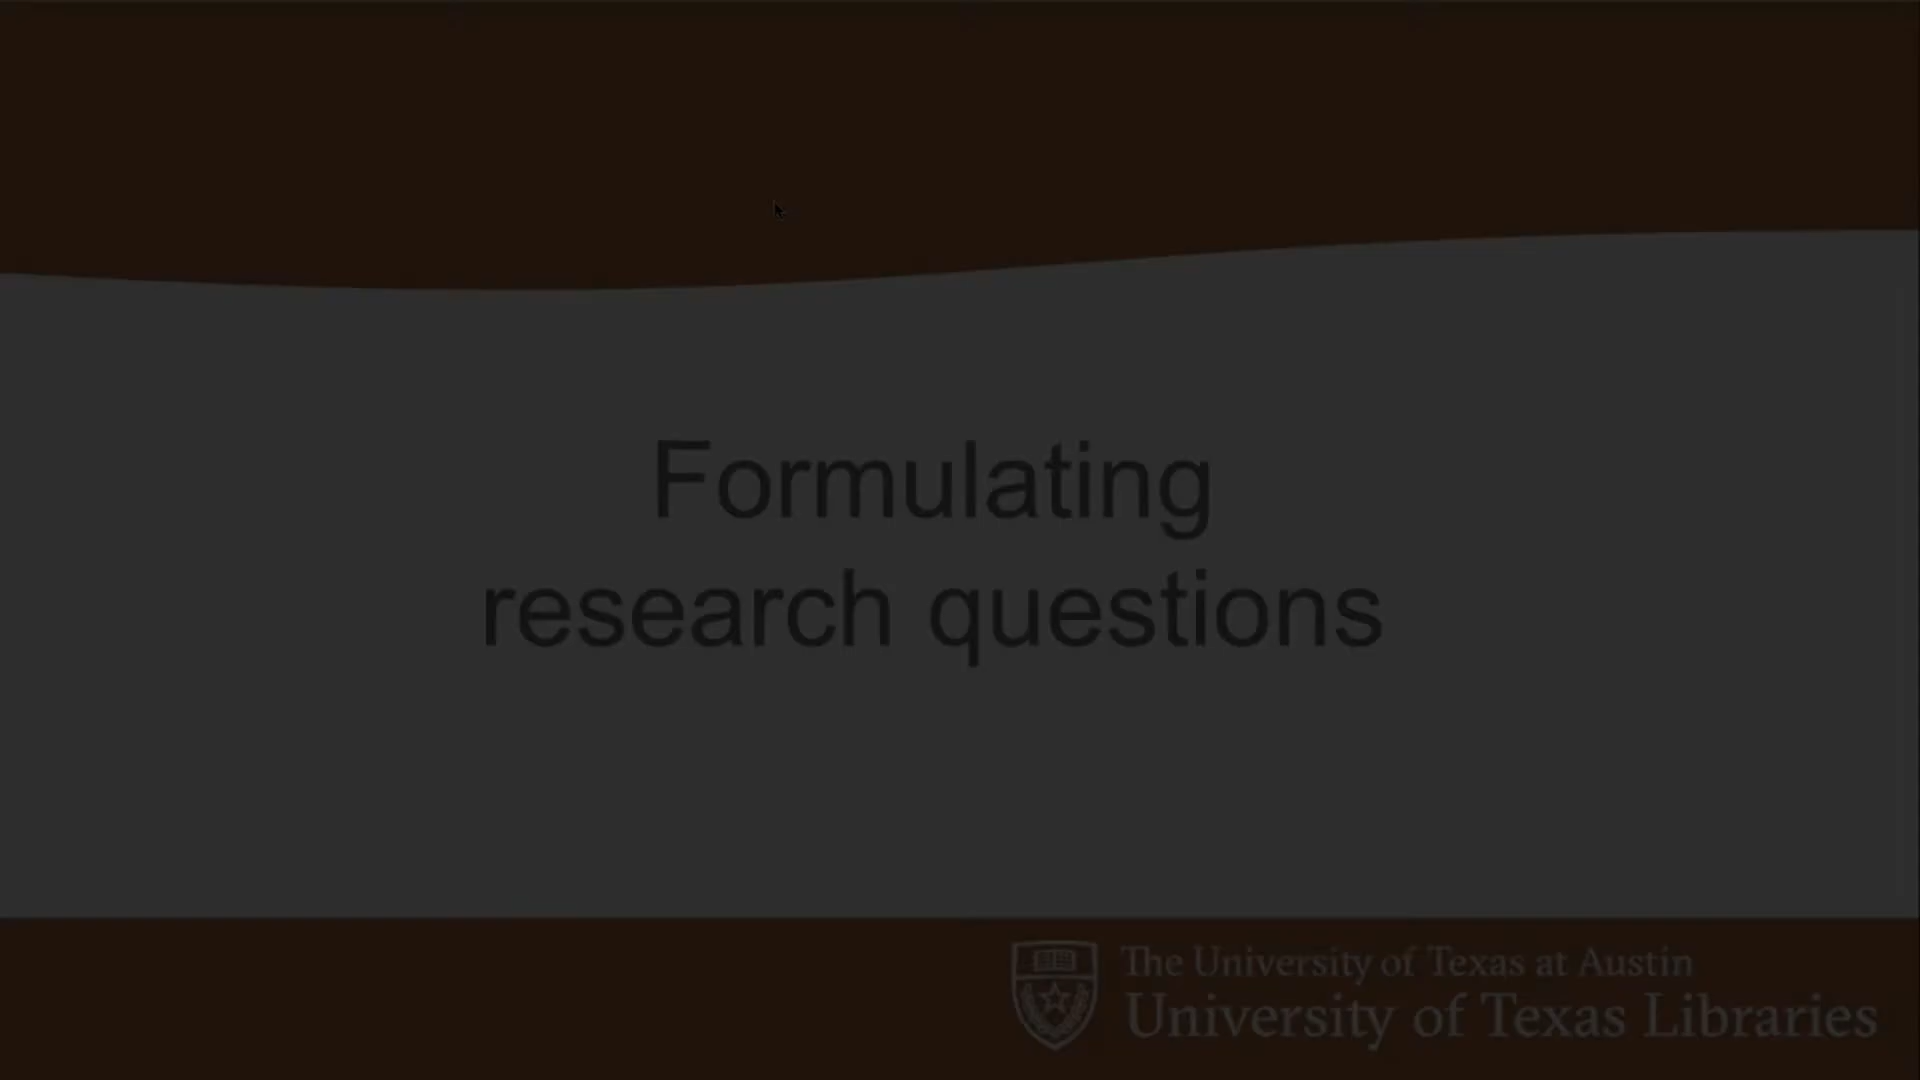 Formulating
research questions
The University of Texas at Austin
University of Texas Libraries